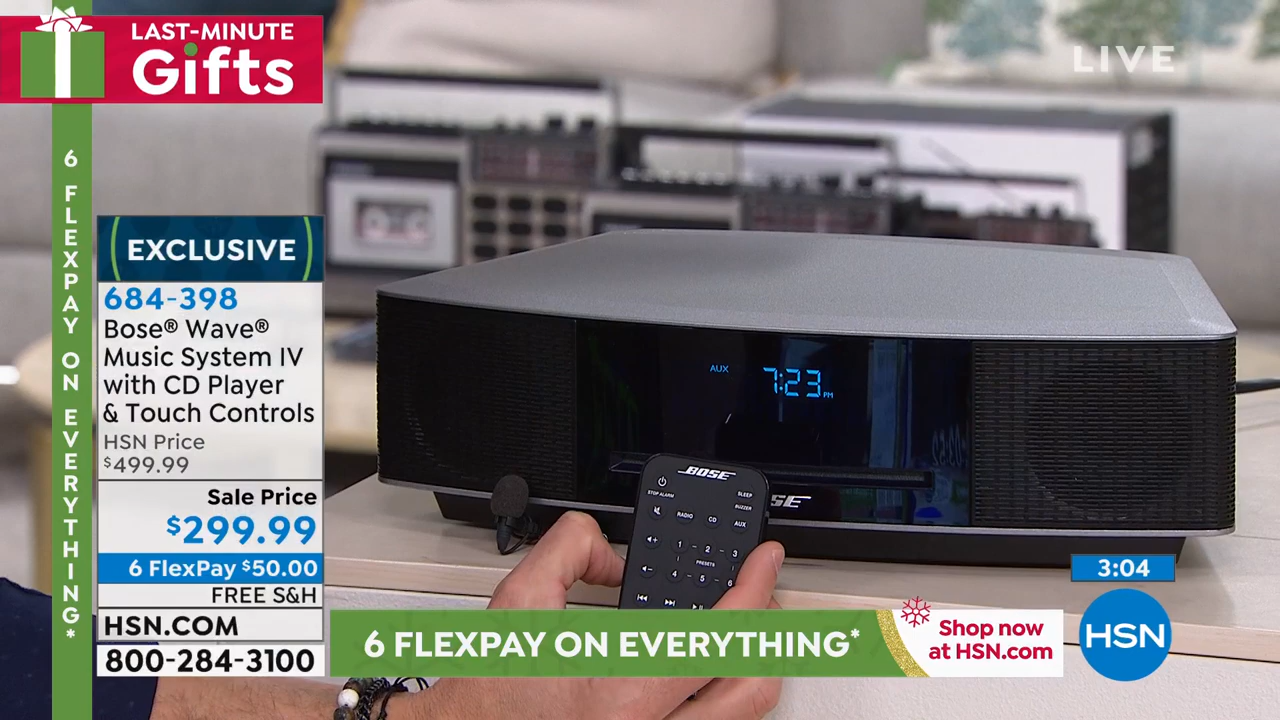 LAST-MINUTE
Gifts
LIVE
6 FLEXPAY ON EVERYTHING*
EXCLUSIVE
684-398
Bose® Wave®
Music System IV
with CD Player
& Touch Controls
HSN Price
$499.99
Sale Price
$299.99
6 FlexPay $50.00
FREE S&H
HSN.COM
800-284-3100
AUX
7:23 PM
BOSE
STOP ALARM
SLEEP
BUZZER
RADIO
CD
AUX
1 - 2 - 3
PRESETS
4 - 5 - 6
SE
6 FLEXPAY ON EVERYTHING*
Shop now
at HSN.com
3:04
HSN